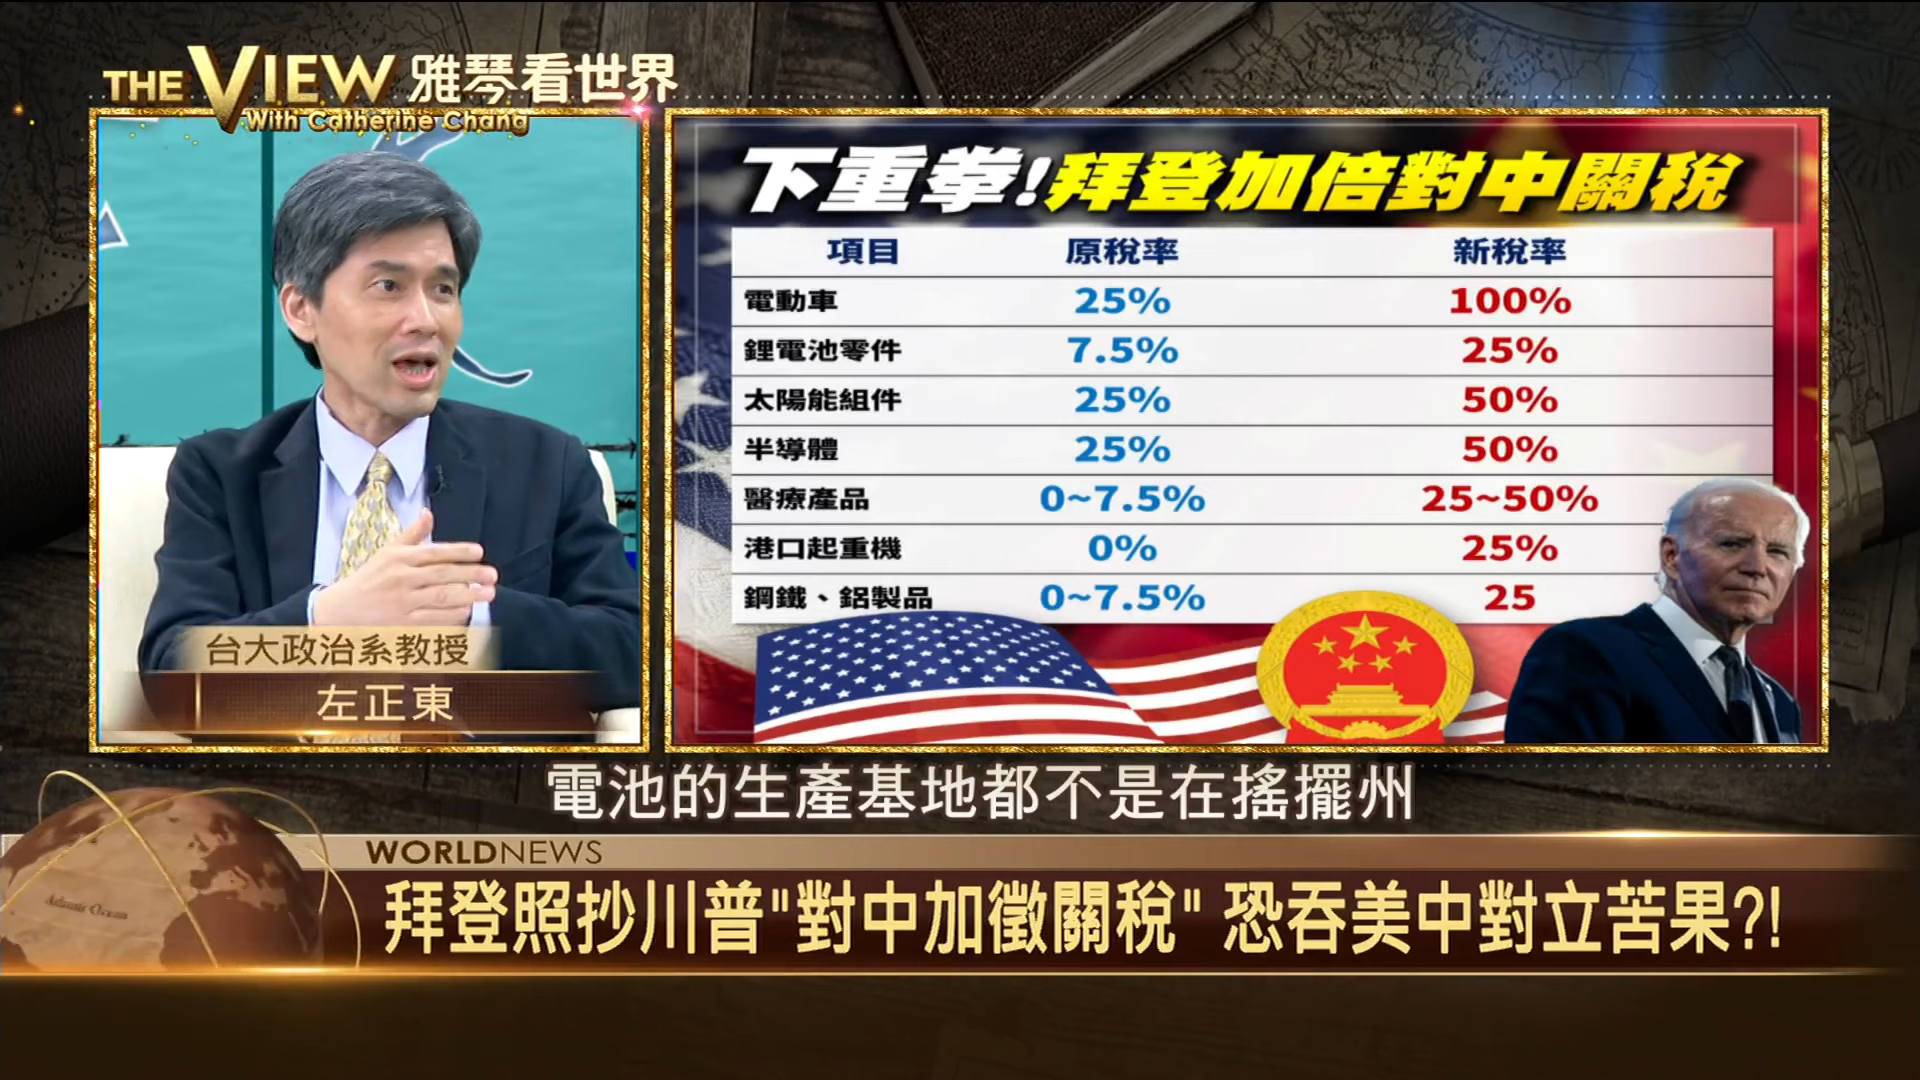 THE VIEW 雅琴看世界
With Catherine Chang
下重拳!拜登加倍對中關稅
項目 原稅率 新稅率
電動車 25% 100%
鋰電池零件 7.5% 25%
太陽能組件 25% 50%
半導體 25% 50%
醫療產品 0~7.5% 25~50%
港口起重機 0% 25%
鋼鐵、鋁製品 0~7.5% 25
台大政治系教授
左正東
電池的生產基地都不是在搖擺州
WORLDNEWS
拜登照抄川普"對中加徵關稅" 恐吞美中對立苦果?!
Atlantic Ocean